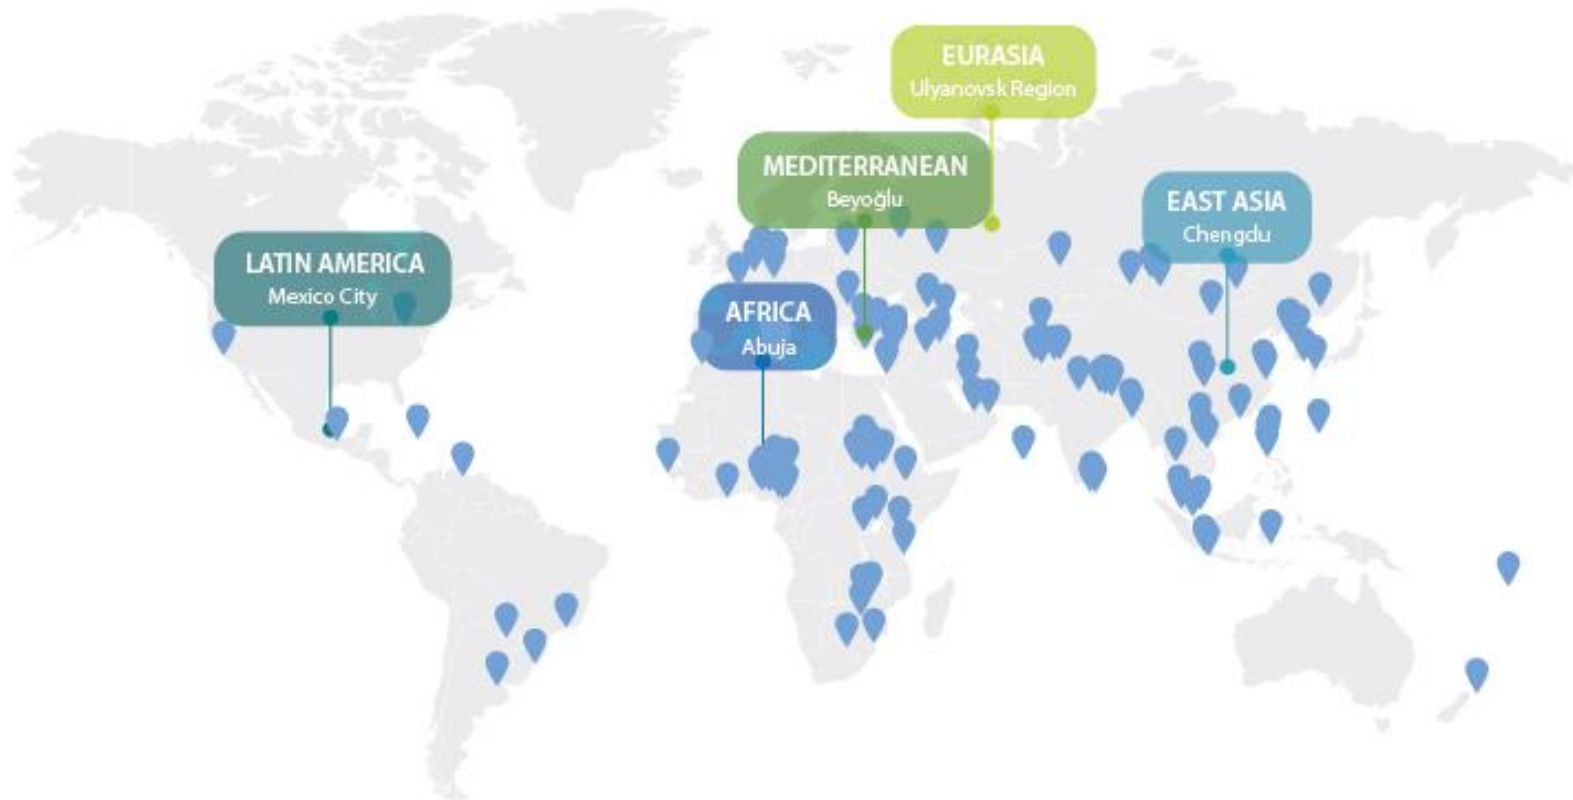 EURASIA
Ulyanovsk Region
MEDITERRANEAN
Beyoğlu
EAST ASIA
Chengdu
LATIN AMERICA
Mexico City
AFRICA
Abuja